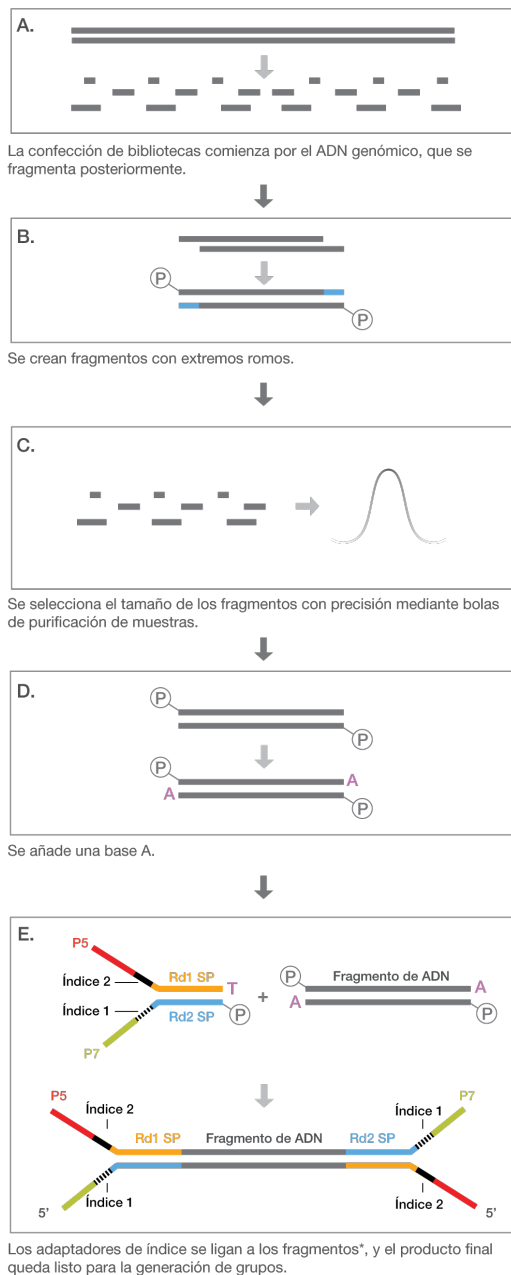 A.
La confección de bibliotecas comienza por el ADN genómico, que se
fragmenta posteriormente.
B.
P
P
Se crean fragmentos con extremos romos.
C.
Se selecciona el tamaño de los fragmentos con precisión mediante bolas
de purificación de muestras.
D.
P
P
P
A
A
P
Se añade una base A.
E.
P5
Índice 2
Rd1 SP
T
Índice 1
Rd2 SP
P
P7
+
P
Fragmento de ADN
A
A
P
P5
Índice 2
Rd1 SP
Fragmento de ADN
Rd2 SP
Índice 1
P7
5’
Índice 1
Índice 2
5’
Los adaptadores de índice se ligan a los fragmentos*, y el producto final
queda listo para la generación de grupos.